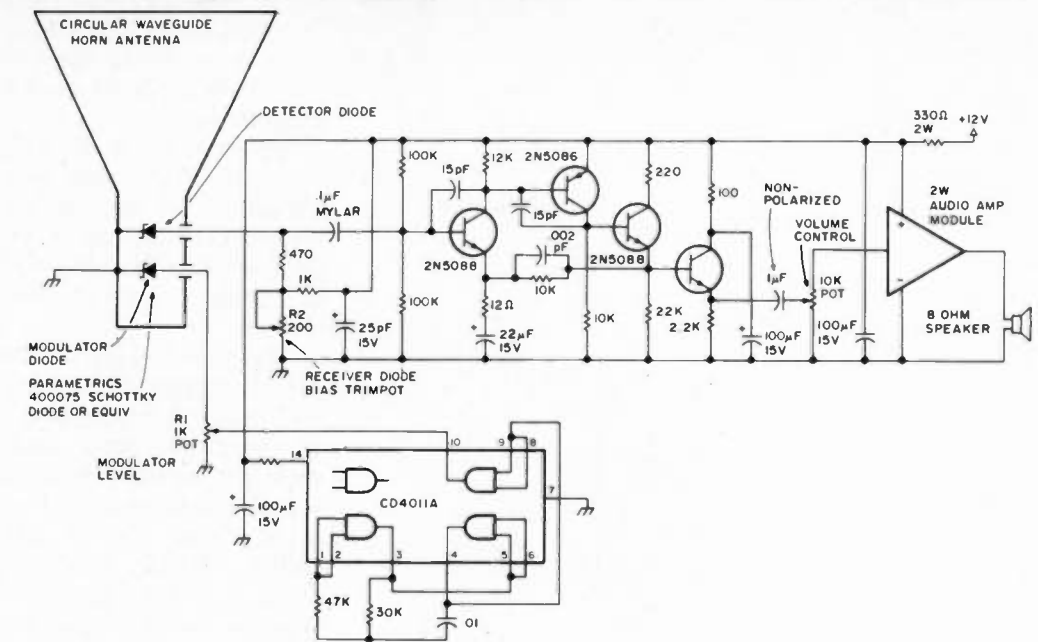 CIRCULAR WAVEGUIDE
HORN ANTENNA
DETECTOR DIODE
330Ω
2W
+12V
100K
15pF
12K
2N5086
220
100
NON-
POLARIZED
2W
AUDIO AMP
MODULE
.1µF
MYLAR
15pF
VOLUME
CONTROL
+
-
2N5088
.002
pF
2N5088
470
1K
100K
10K
1µF
10K
POT
R2
200
+
25pF
15V
12Ω
+
22µF
15V
10K
22K
2.2K
+
100µF
15V
+
100µF
15V
8 OHM
SPEAKER
MODULATOR
DIODE
RECEIVER DIODE
BIAS TRIMPOT
PARAMETRICS
400075 SCHOTTKY
DIODE OR EQUIV
R1
1K
POT
MODULATOR
LEVEL
14
10
9
8
7
CD4011A
+
100µF
15V
1
2
3
4
5
6
47K
30K
01